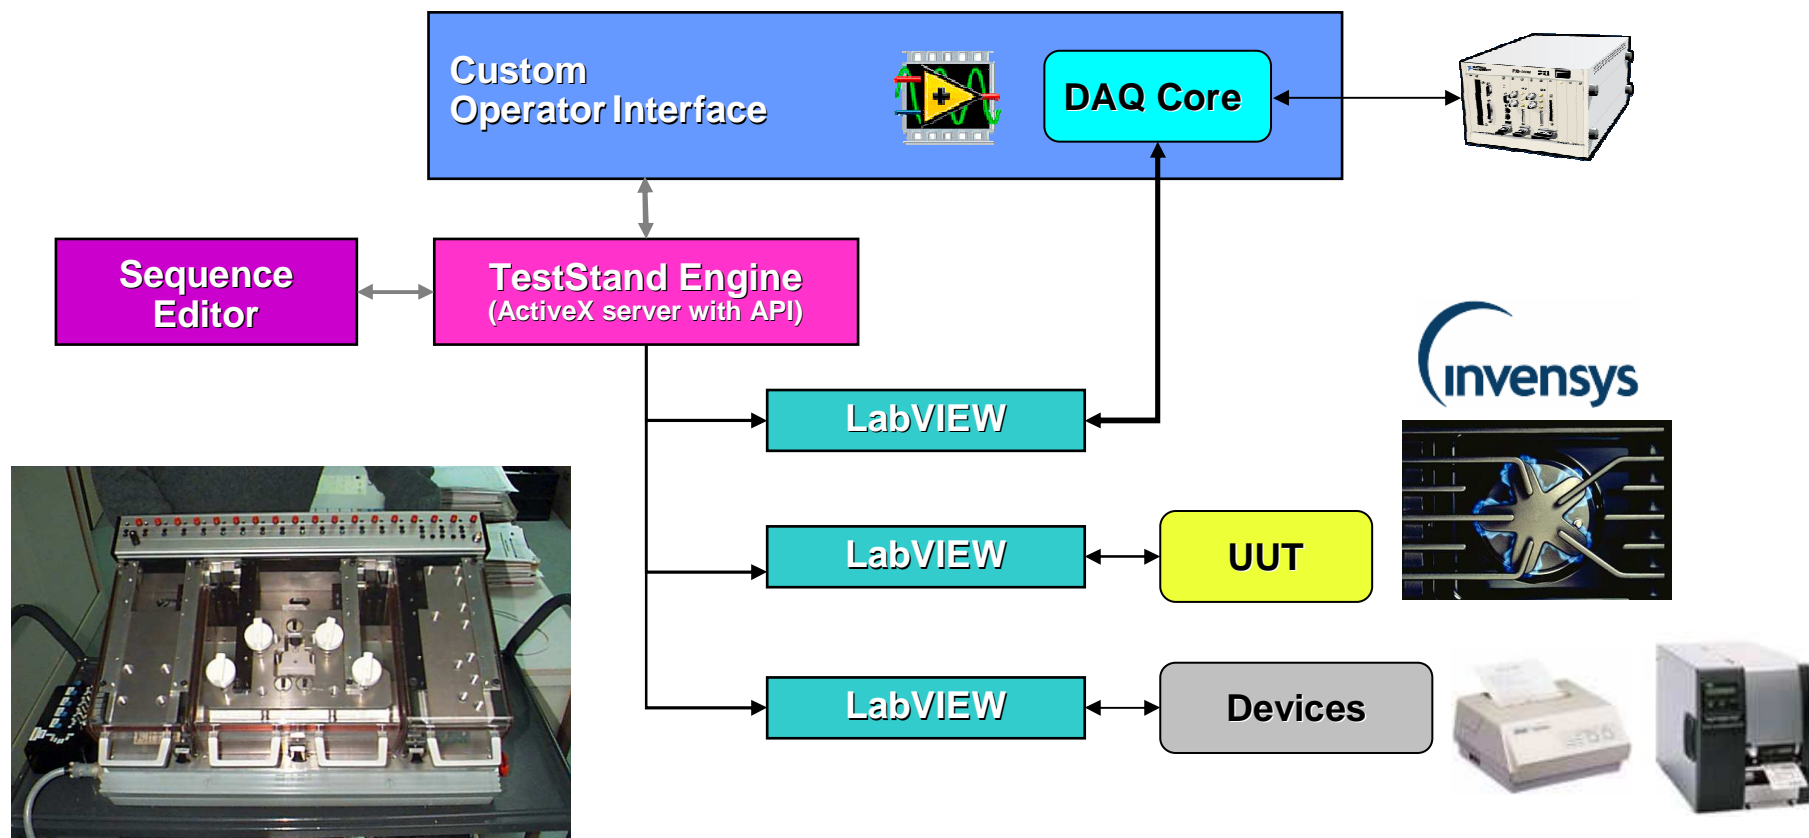 Custom
Operator Interface
DAQ Core
Sequence
Editor
TestStand Engine
(ActiveX server with API)
invensys
LabVIEW
LabVIEW
UUT
LabVIEW
Devices